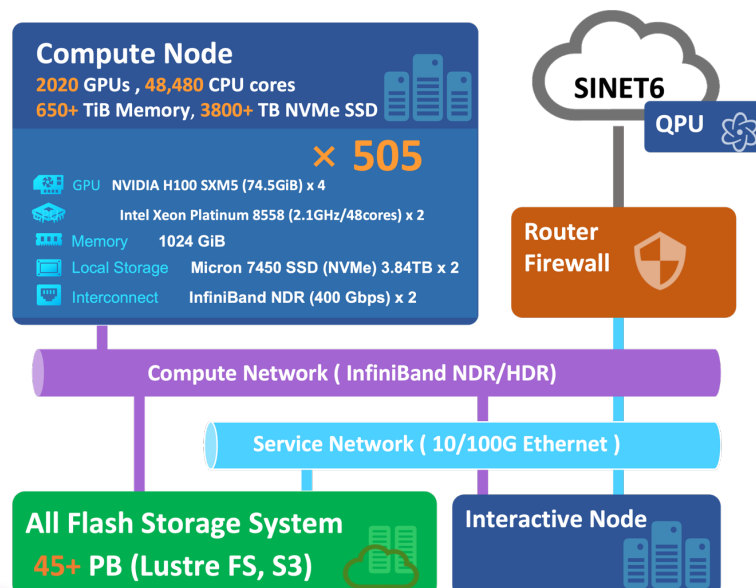 Compute Node
2020 GPUs , 48,480 CPU cores
650+ TiB Memory, 3800+ TB NVMe SSD
× 505
GPU NVIDIA H100 SXM5 (74.5GiB) x 4
Intel Xeon Platinum 8558 (2.1GHz/48cores) x 2
Memory 1024 GiB
Local Storage Micron 7450 SSD (NVMe) 3.84TB x 2
Interconnect InfiniBand NDR (400 Gbps) x 2
SINET6
QPU
Router
Firewall
Compute Network ( InfiniBand NDR/HDR)
Service Network ( 10/100G Ethernet )
All Flash Storage System
45+ PB (Lustre FS, S3)
Interactive Node